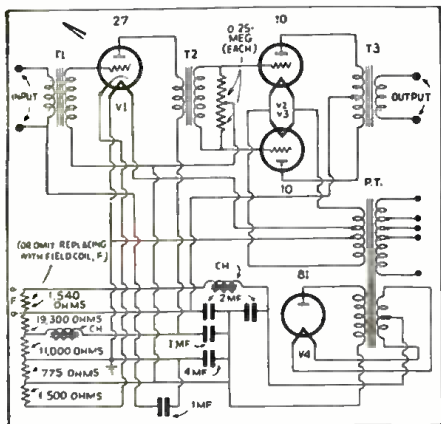 27
10
T1
T2
0.25-
MEG
(EACH)
T3
INPUT
V1
V2
V3
OUTPUT
10
P.T.
(OR OMIT REPLACING
WITH FIELD COIL, F)
CH
81
F
1,540
OHMS
2 MF
19,300 OHMS
CH
1 MF
11,000 OHMS
4 MF
V4
775 OHMS
1,500 OHMS
1 MF